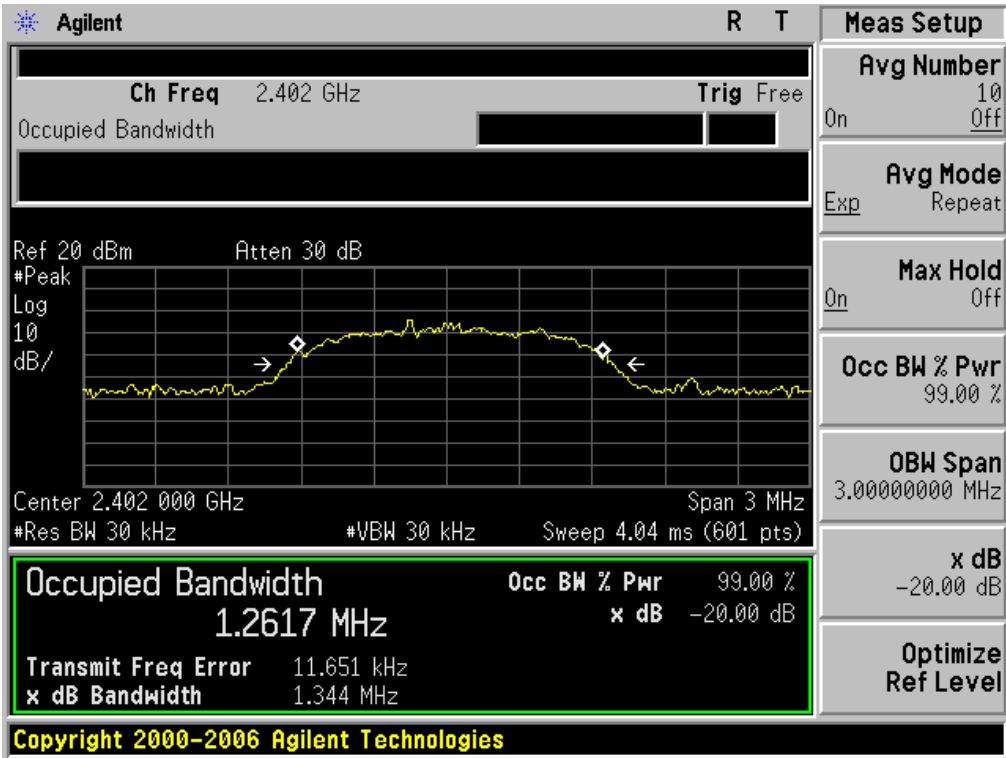 Agilent R T Meas Setup
Avg Number
10
On Off
Ch Freq 2.402 GHz Trig Free
Occupied Bandwidth
Avg Mode
Exp Repeat
Ref 20 dBm Atten 30 dB
#Peak
Log
10
dB/
Max Hold
On Off
Occ BW % Pwr
99.00 %
OBW Span
3.00000000 MHz
Center 2.402 000 GHz Span 3 MHz
#Res BW 30 kHz #VBW 30 kHz Sweep 4.04 ms (601 pts)
x dB
-20.00 dB
Occupied Bandwidth Occ BW % Pwr 99.00 %
1.2617 MHz x dB -20.00 dB
Transmit Freq Error 11.651 kHz
x dB Bandwidth 1.344 MHz
Optimize
Ref Level
Copyright 2000-2006 Agilent Technologies